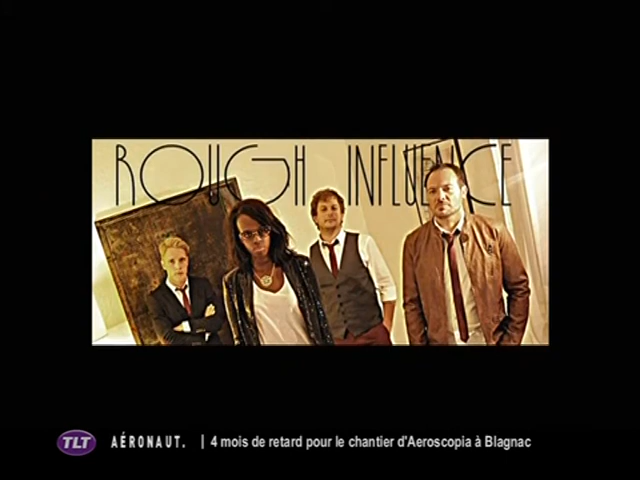 ROUGH INFLUENCE
TLT AÉRONAUT. | 4 mois de retard pour le chantier d'Aeroscopia à Blagnac